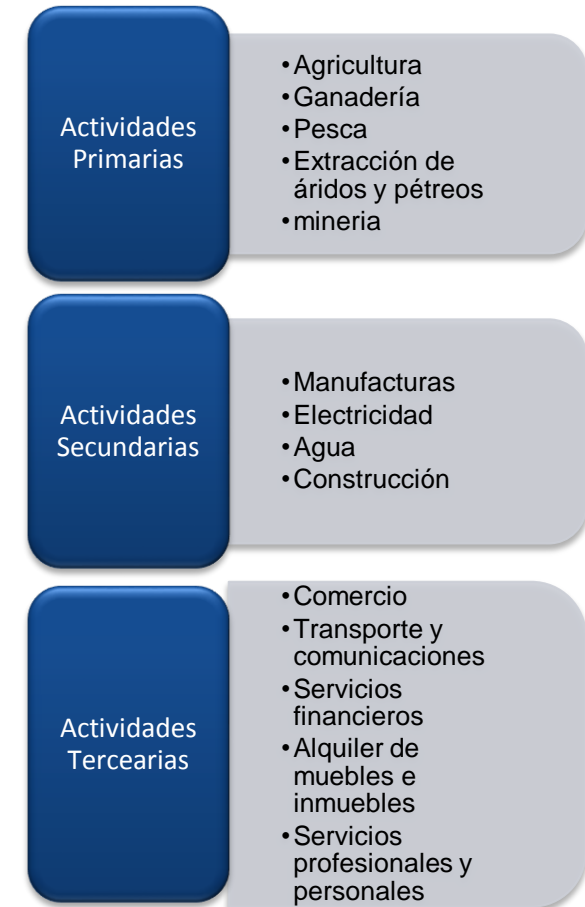 Actividades
Primarias
•Agricultura
•Ganadería
•Pesca
•Extracción de
áridos y pétreos
•mineria
Actividades
Secundarias
•Manufacturas
•Electricidad
•Agua
•Construcción
Actividades
Tercearias
•Comercio
•Transporte y
comunicaciones
•Servicios
financieros
•Alquiler de
muebles e
inmuebles
•Servicios
profesionales y
personales